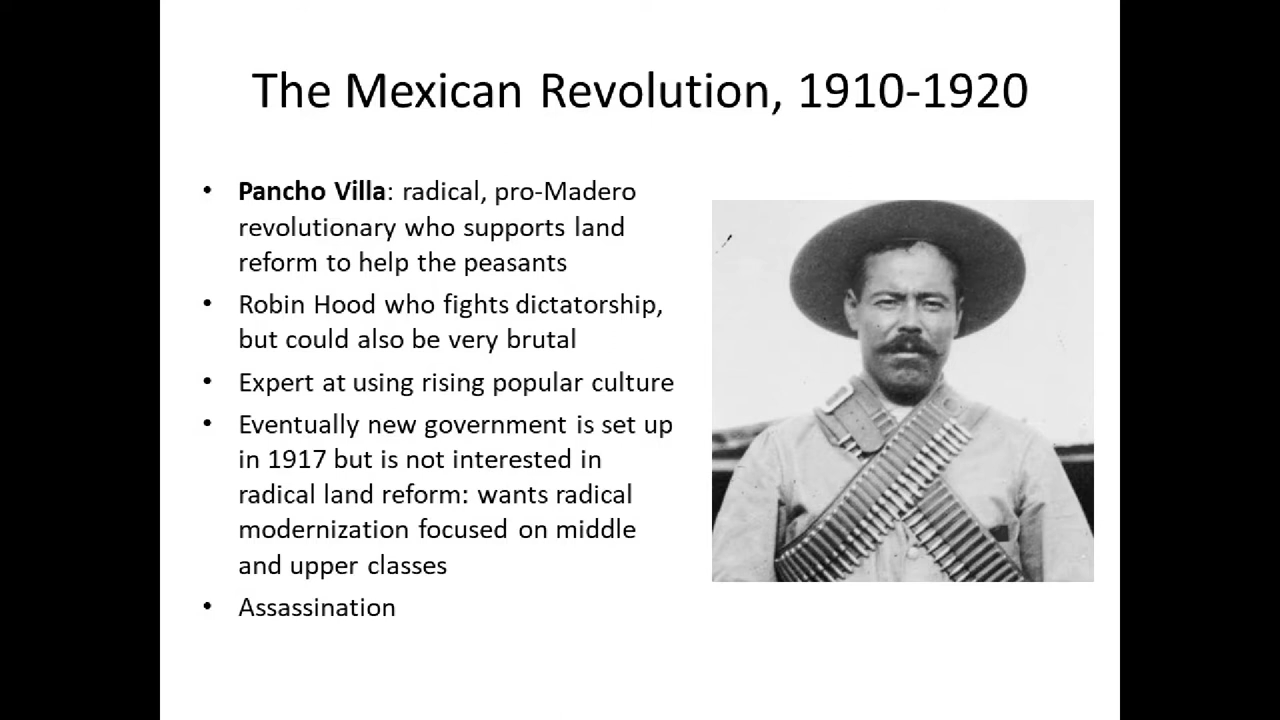 The Mexican Revolution, 1910-1920
• Pancho Villa: radical, pro-Madero
revolutionary who supports land
reform to help the peasants
• Robin Hood who fights dictatorship,
but could also be very brutal
• Expert at using rising popular culture
• Eventually new government is set up
in 1917 but is not interested in
radical land reform: wants radical
modernization focused on middle
and upper classes
• Assassination